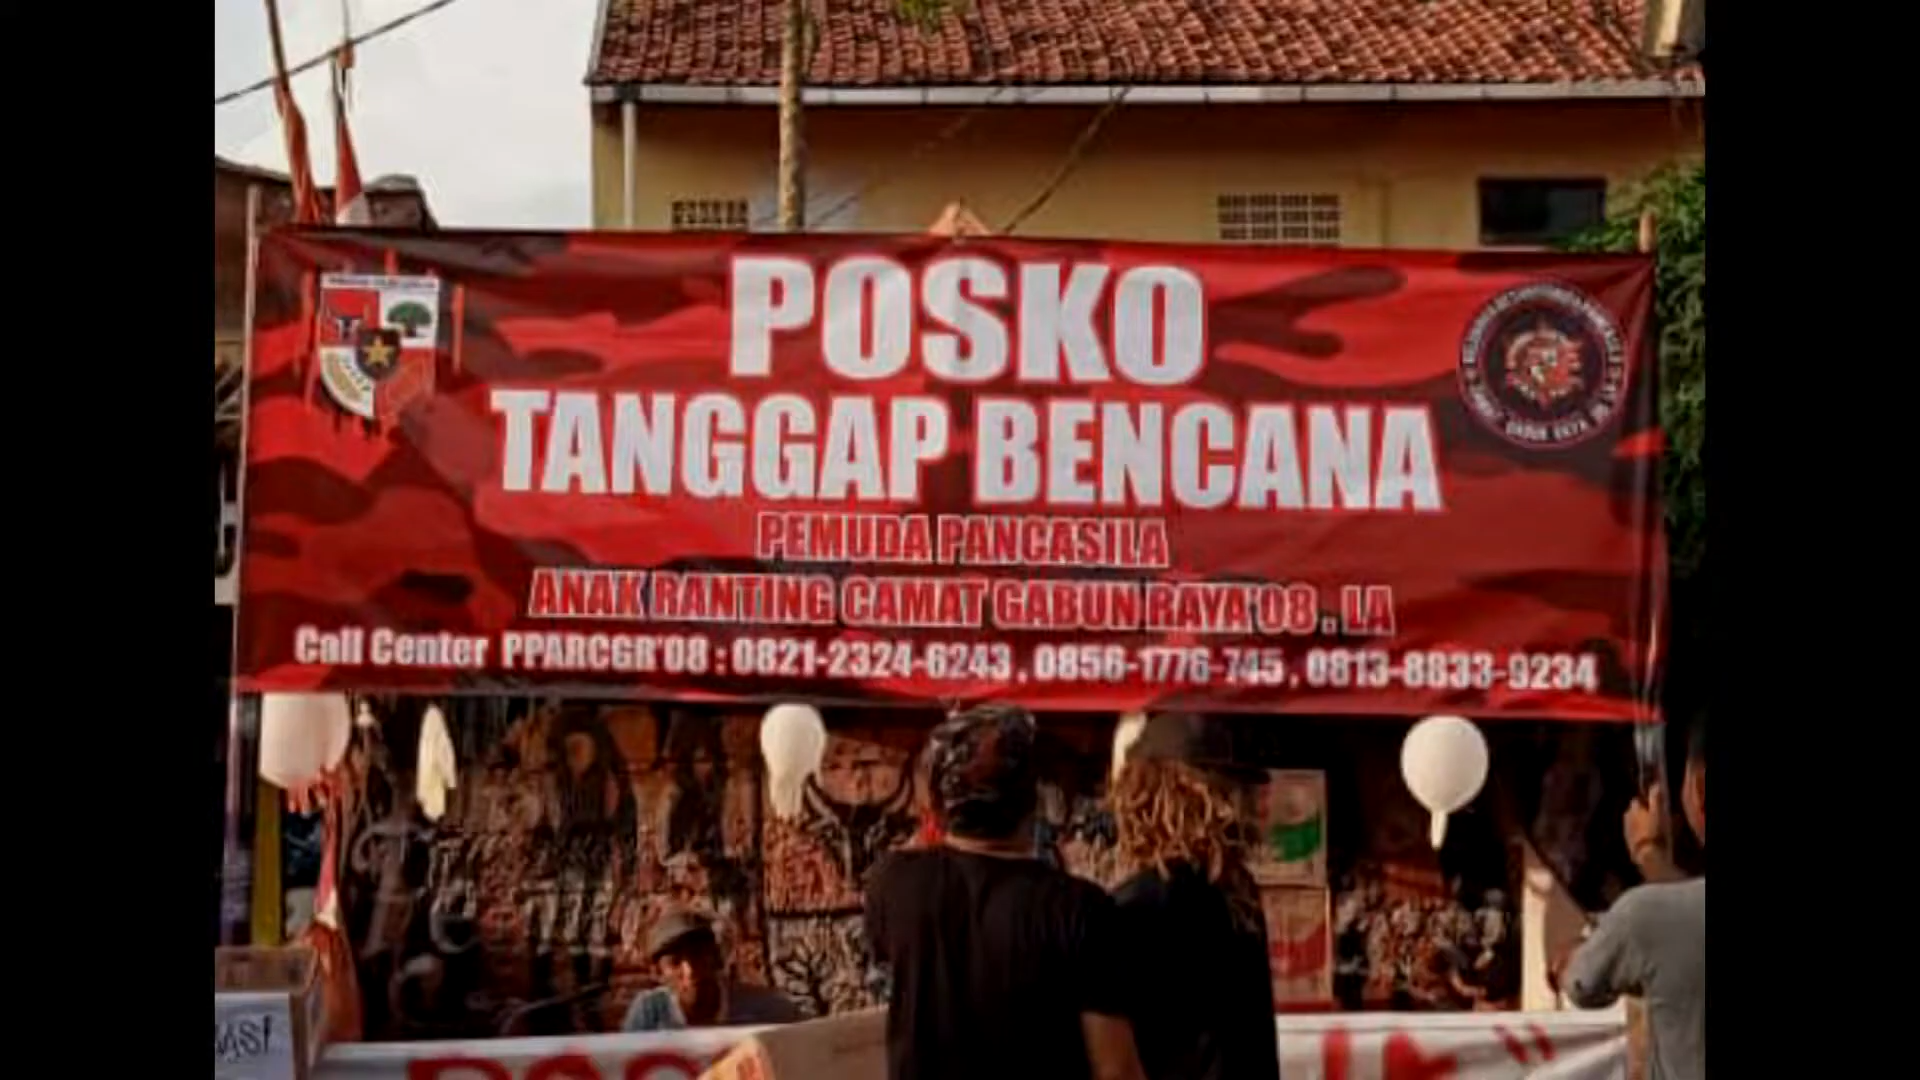 POSKO
TANGGAP BENCANA
PEMUDA PANCASILA
ANAK RANTING CAMAT GABUN RAYA'08 . LA
Call Center PPARCGR'08 : 0821-2324-6243 , 0856-1776-745 , 0813-8833-9234